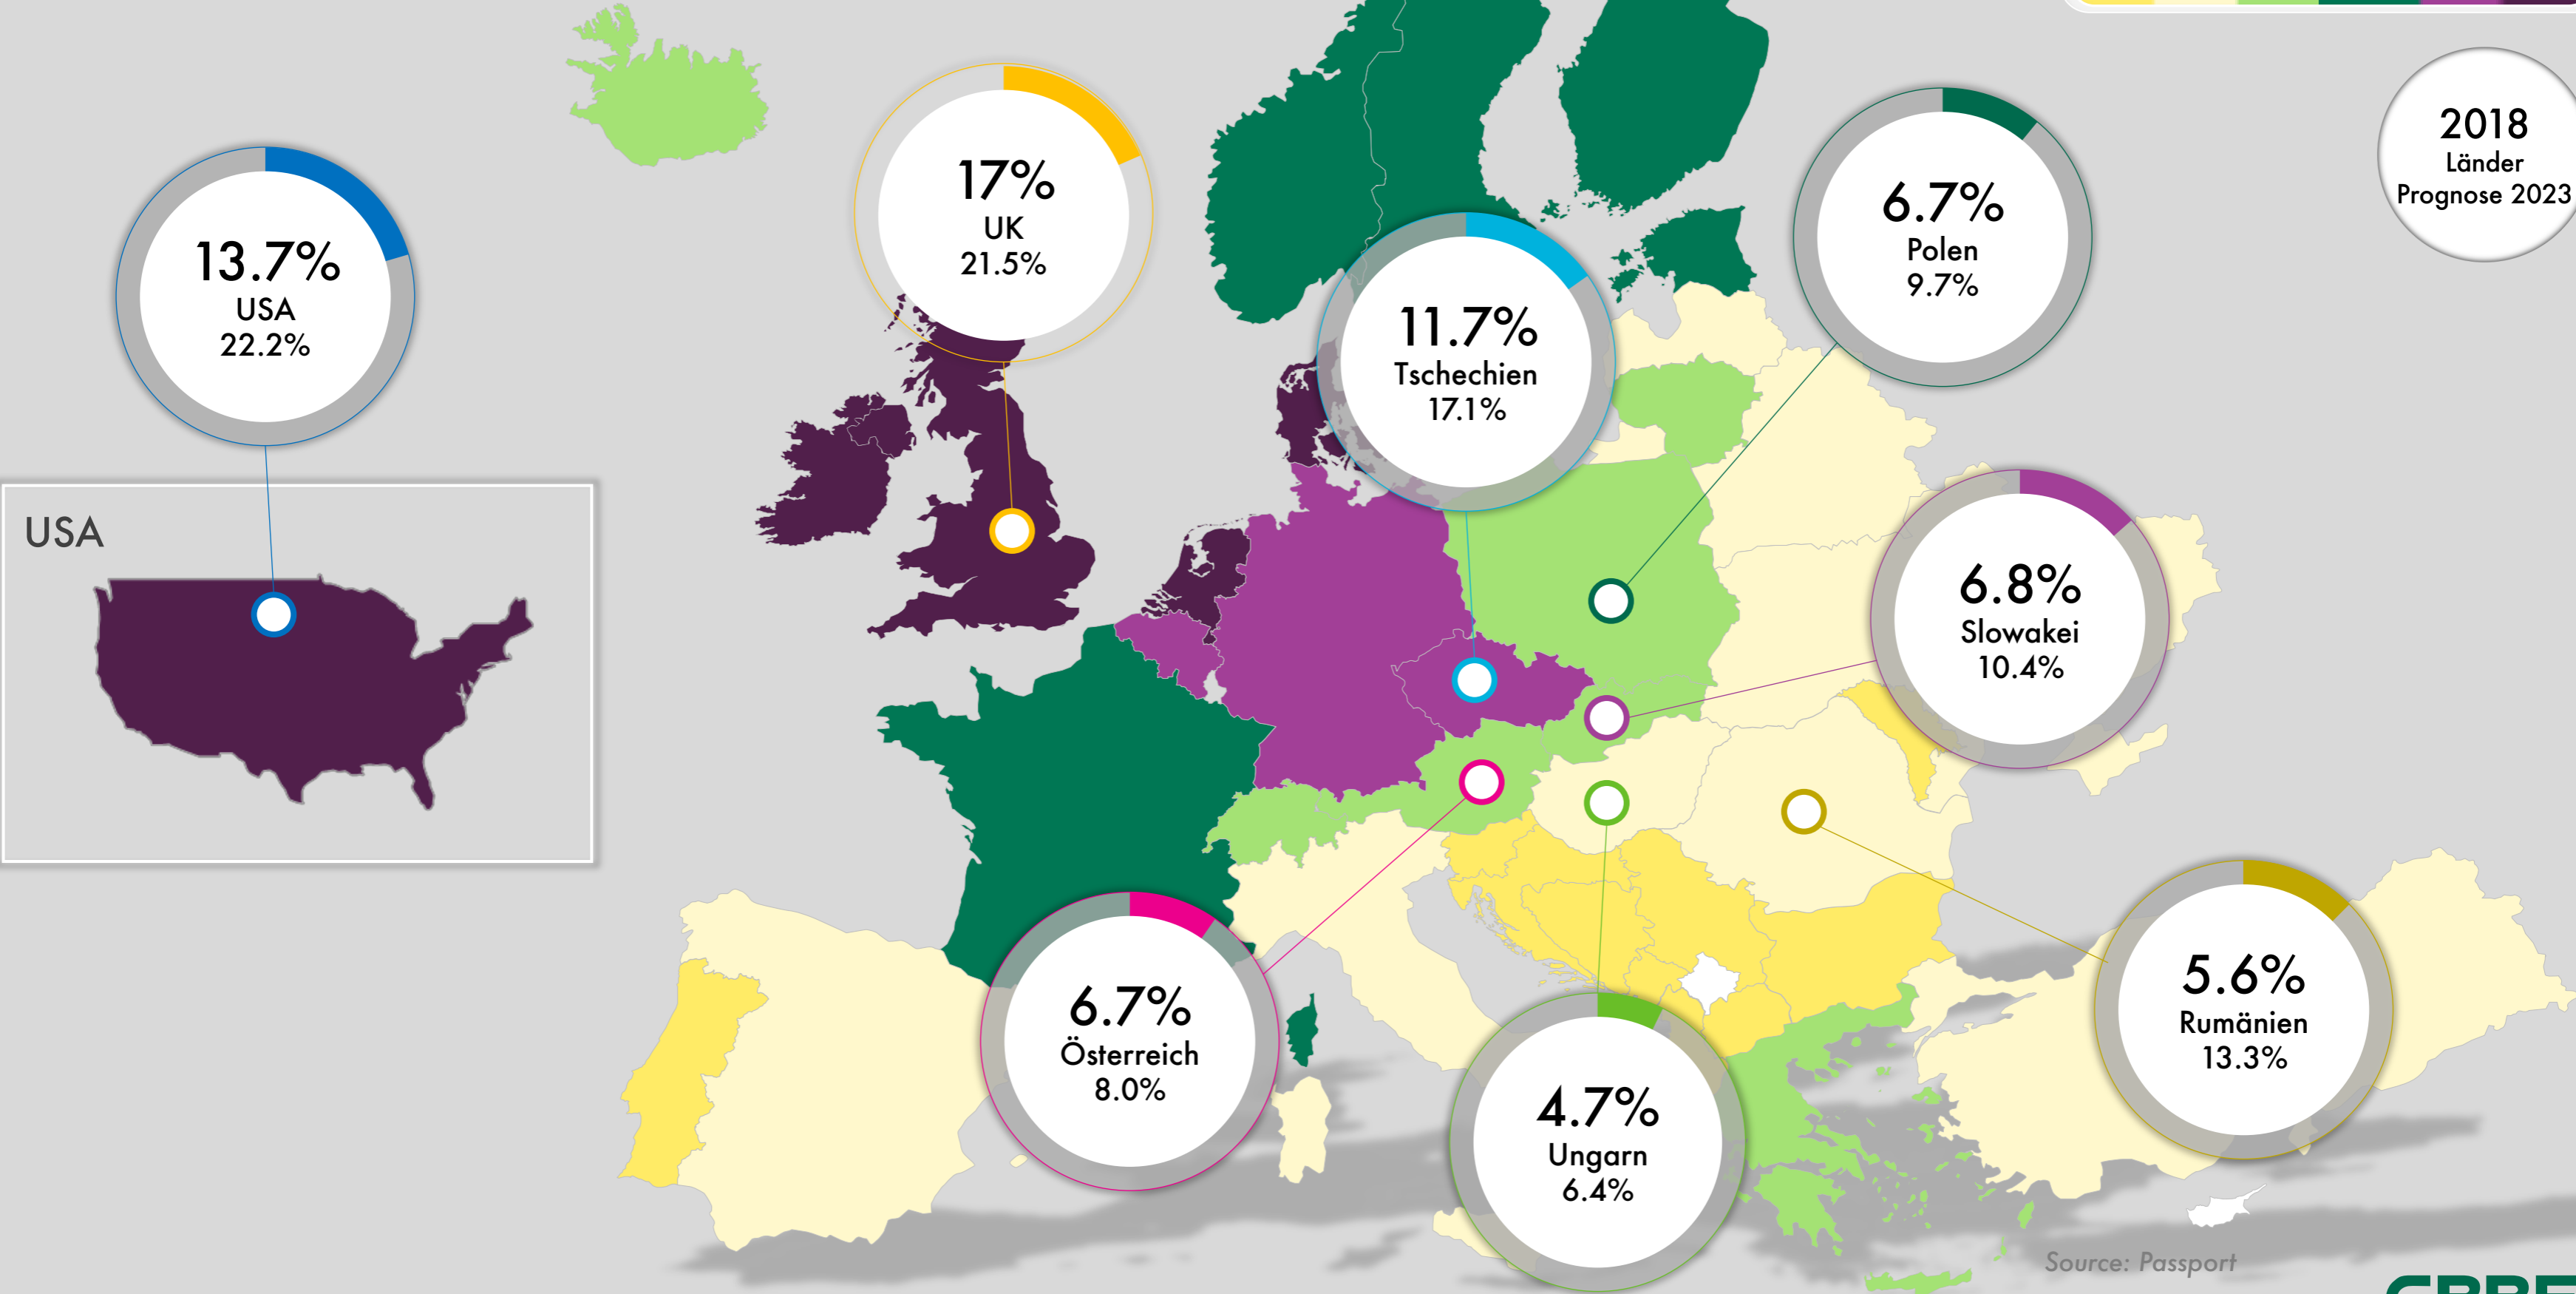 2018
Länder
Prognose 2023
13.7%
USA
22.2%
17%
UK
21.5%
11.7%
Tschechien
17.1%
6.7%
Polen
9.7%
6.8%
Slowakei
10.4%
USA
6.7%
Österreich
8.0%
4.7%
Ungarn
6.4%
5.6%
Rumänien
13.3%
Source: Passport